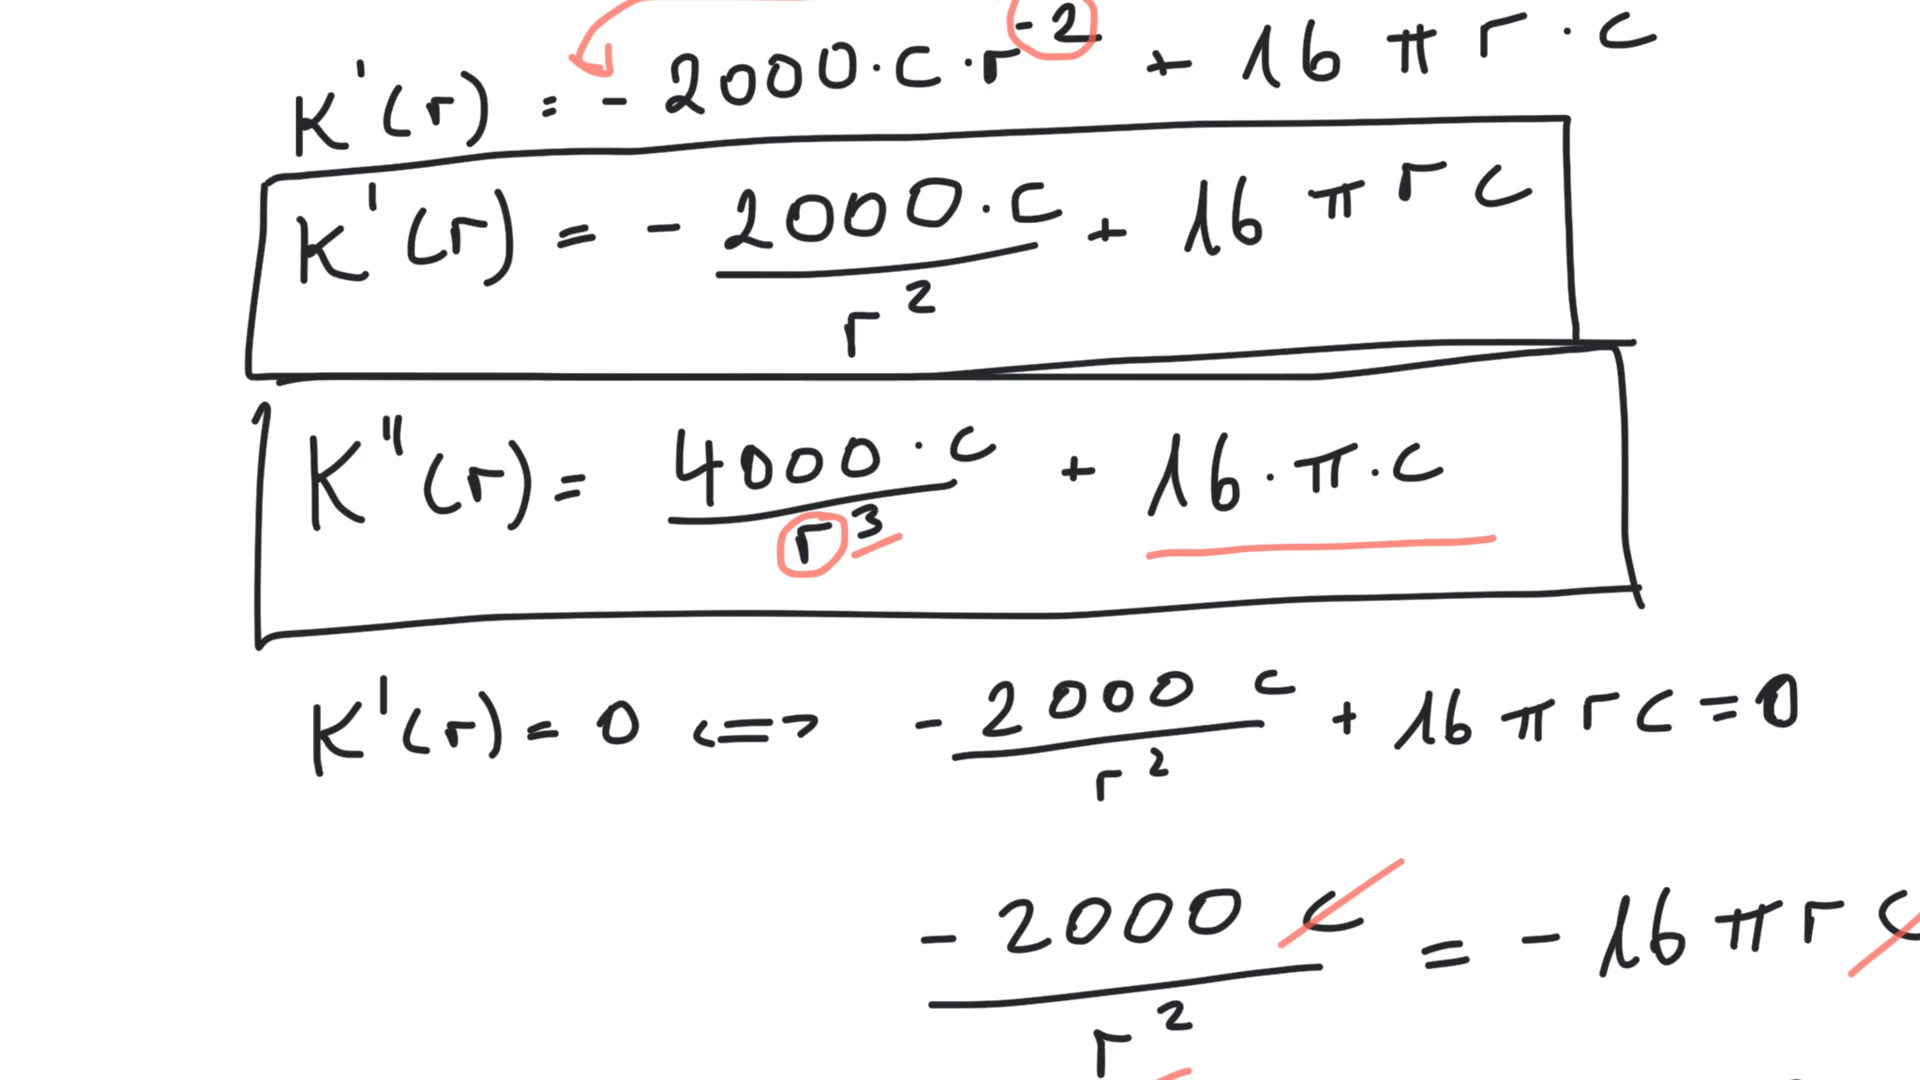 K'(r) = - 2000 · c · r^-2 + 16 π r · c
K'(r) = - 2000 · c / r^2 + 16 π r c
K''(r) = 4000 · c / r^3 + 16 · π · c
K'(r) = 0 <=> - 2000 c / r^2 + 16 π r c = 0
- 2000 c / r^2 = - 16 π r c